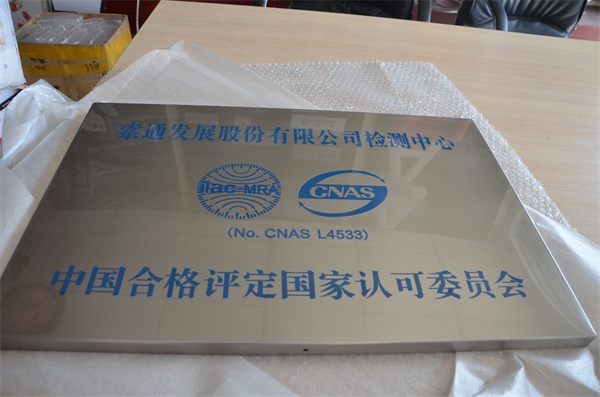 索通发展股份有限公司检测中心
ilac-MRA
CNAS
(No. CNAS L4533)
中国合格评定国家认可委员会